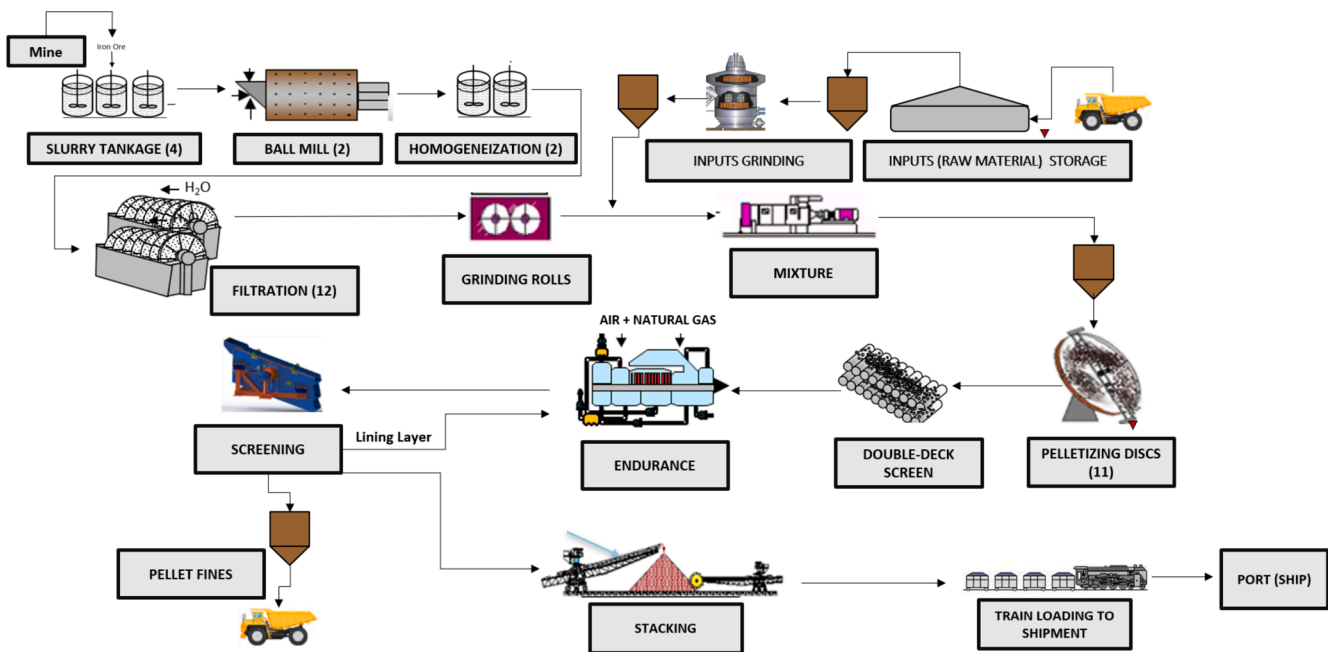 Mine
Iron Ore
SLURRY TANKAGE (4)
BALL MILL (2)
HOMOGENEIZATION (2)
INPUTS GRINDING
INPUTS (RAW MATERIAL) STORAGE
H2O
FILTRATION (12)
GRINDING ROLLS
MIXTURE
AIR + NATURAL GAS
SCREENING
Lining Layer
ENDURANCE
DOUBLE-DECK
SCREEN
PELLETIZING DISCS
(11)
PELLET FINES
STACKING
TRAIN LOADING TO
SHIPMENT
PORT (SHIP)